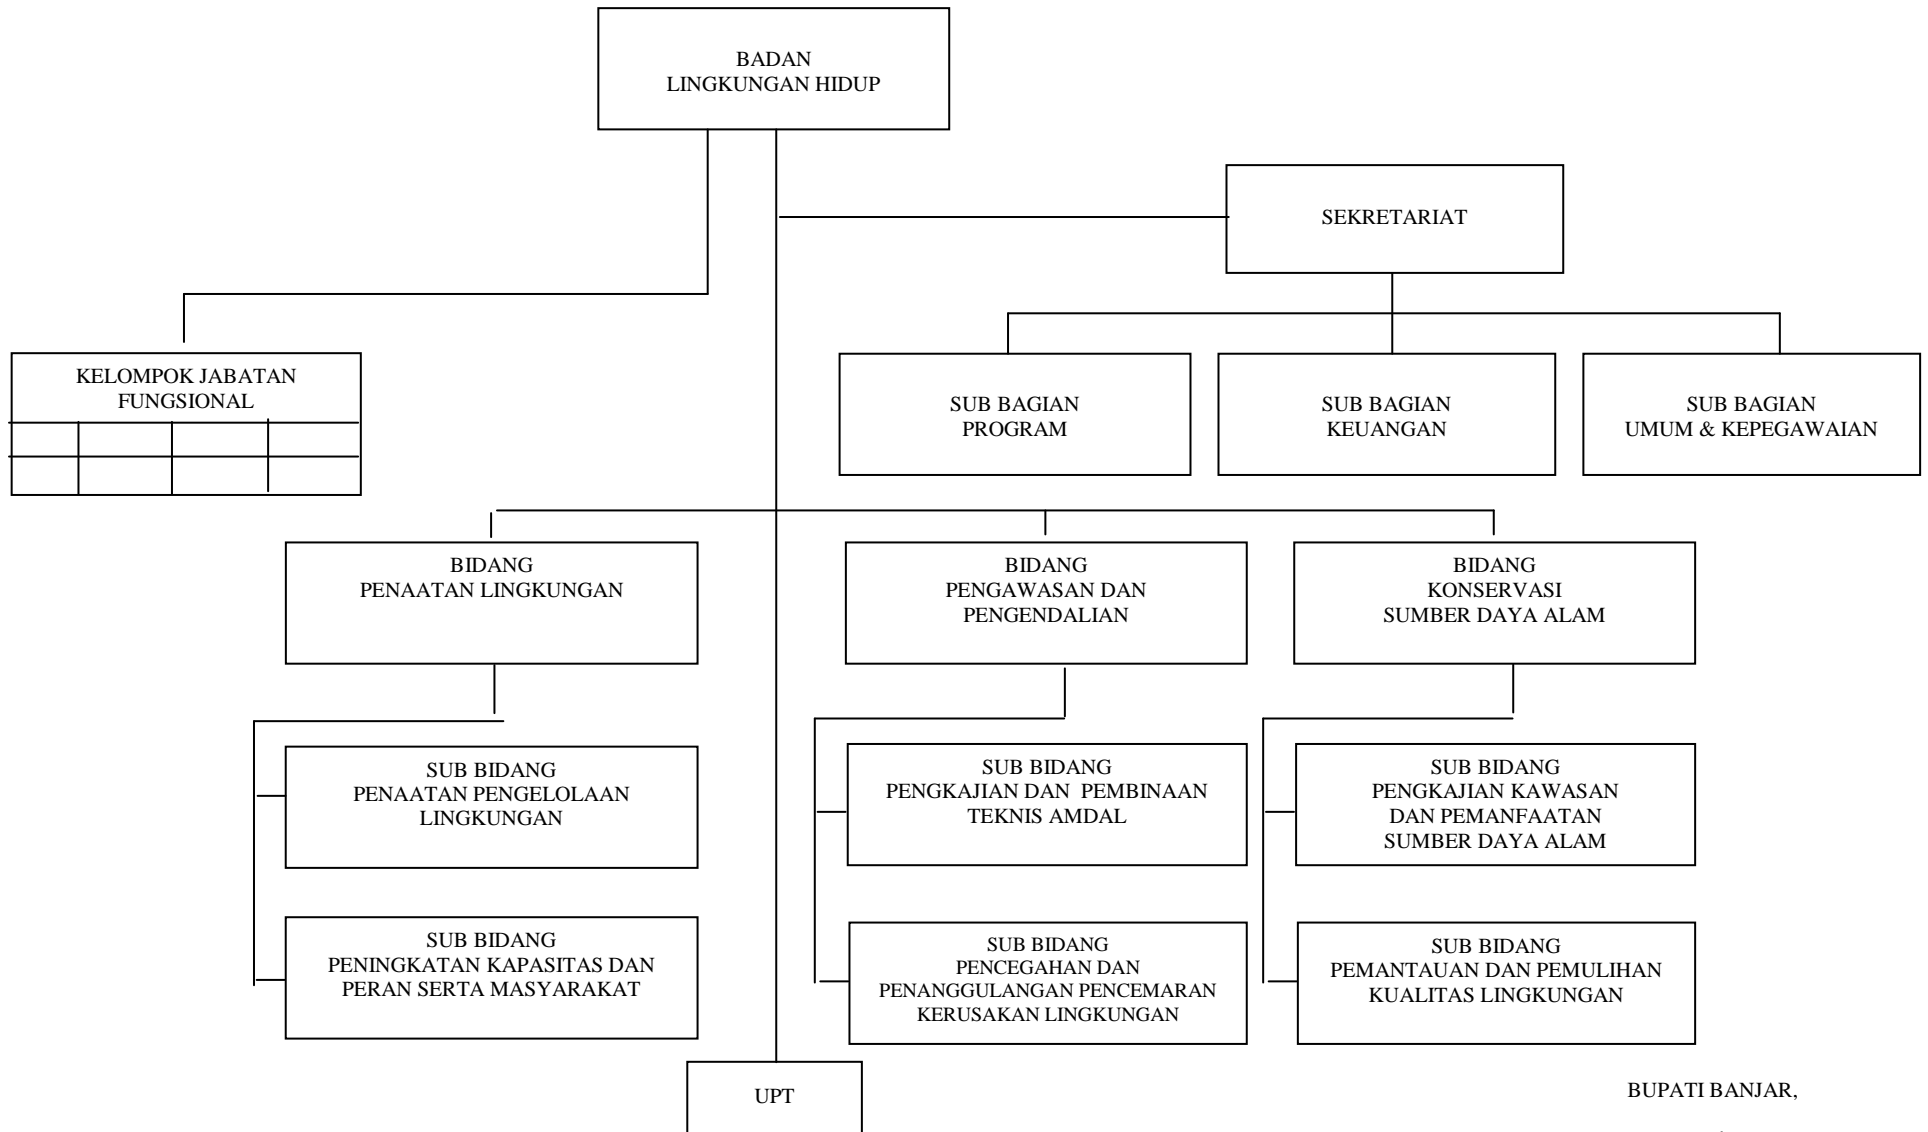 BADAN
LINGKUNGAN HIDUP
SEKRETARIAT
KELOMPOK JABATAN
FUNGSIONAL
SUB BAGIAN
PROGRAM
SUB BAGIAN
KEUANGAN
SUB BAGIAN
UMUM & KEPEGAWAIAN
BIDANG
PENAATAN LINGKUNGAN
BIDANG
PENGAWASAN DAN
PENGENDALIAN
BIDANG
KONSERVASI
SUMBER DAYA ALAM
SUB BIDANG
PENAATAN PENGELOLAAN
LINGKUNGAN
SUB BIDANG
PENGKAJIAN DAN PEMBINAAN
TEKNIS AMDAL
SUB BIDANG
PENGKAJIAN KAWASAN
DAN PEMANFAATAN
SUMBER DAYA ALAM
SUB BIDANG
PENINGKATAN KAPASITAS DAN
PERAN SERTA MASYARAKAT
SUB BIDANG
PENCEGAHAN DAN
PENANGGULANGAN PENCEMARAN
KERUSAKAN LINGKUNGAN
SUB BIDANG
PEMANTAUAN DAN PEMULIHAN
KUALITAS LINGKUNGAN
UPT
BUPATI BANJAR,